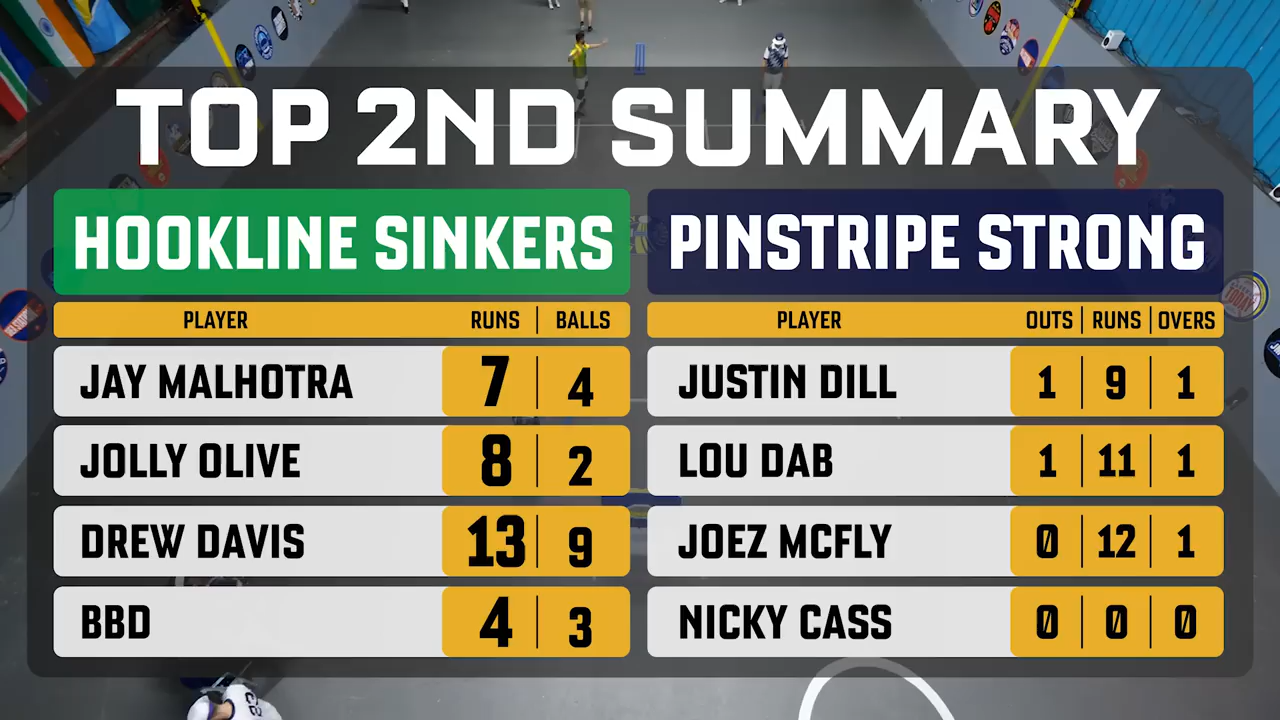 TOP 2ND SUMMARY
HOOKLINE SINKERS
PLAYER RUNS BALLS
JAY MALHOTRA 7 4
JOLLY OLIVE 8 2
DREW DAVIS 13 9
BBD 4 3
PINSTRIPE STRONG
PLAYER OUTS RUNS OVERS
JUSTIN DILL 1 9 1
LOU DAB 1 11 1
JOEZ MCFLY 0 12 1
NICKY CASS 0 0 0